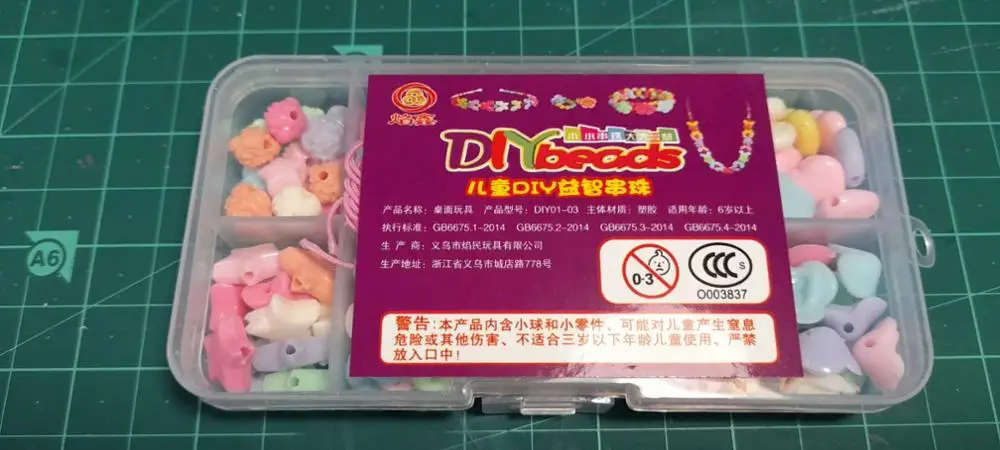 焰鑫
小小串珠大梦想
DIYbeads
儿童DIY益智串珠
产品名称：桌面玩具 产品型号：DIY01-03 主体材质：塑胶 适用年龄：6岁以上
执行标准：GB6675.1-2014 GB6675.2-2014 GB6675.3-2014 GB6675.4-2014
生 产 商：义乌市焰民玩具有限公司
生产地址：浙江省义乌市城店路778号
0-3
CCC S
O003837
警告：本产品内含小球和小零件、可能对儿童产生窒息
危险或其他伤害、不适合三岁以下年龄儿童使用、严禁
放入口中！
A6